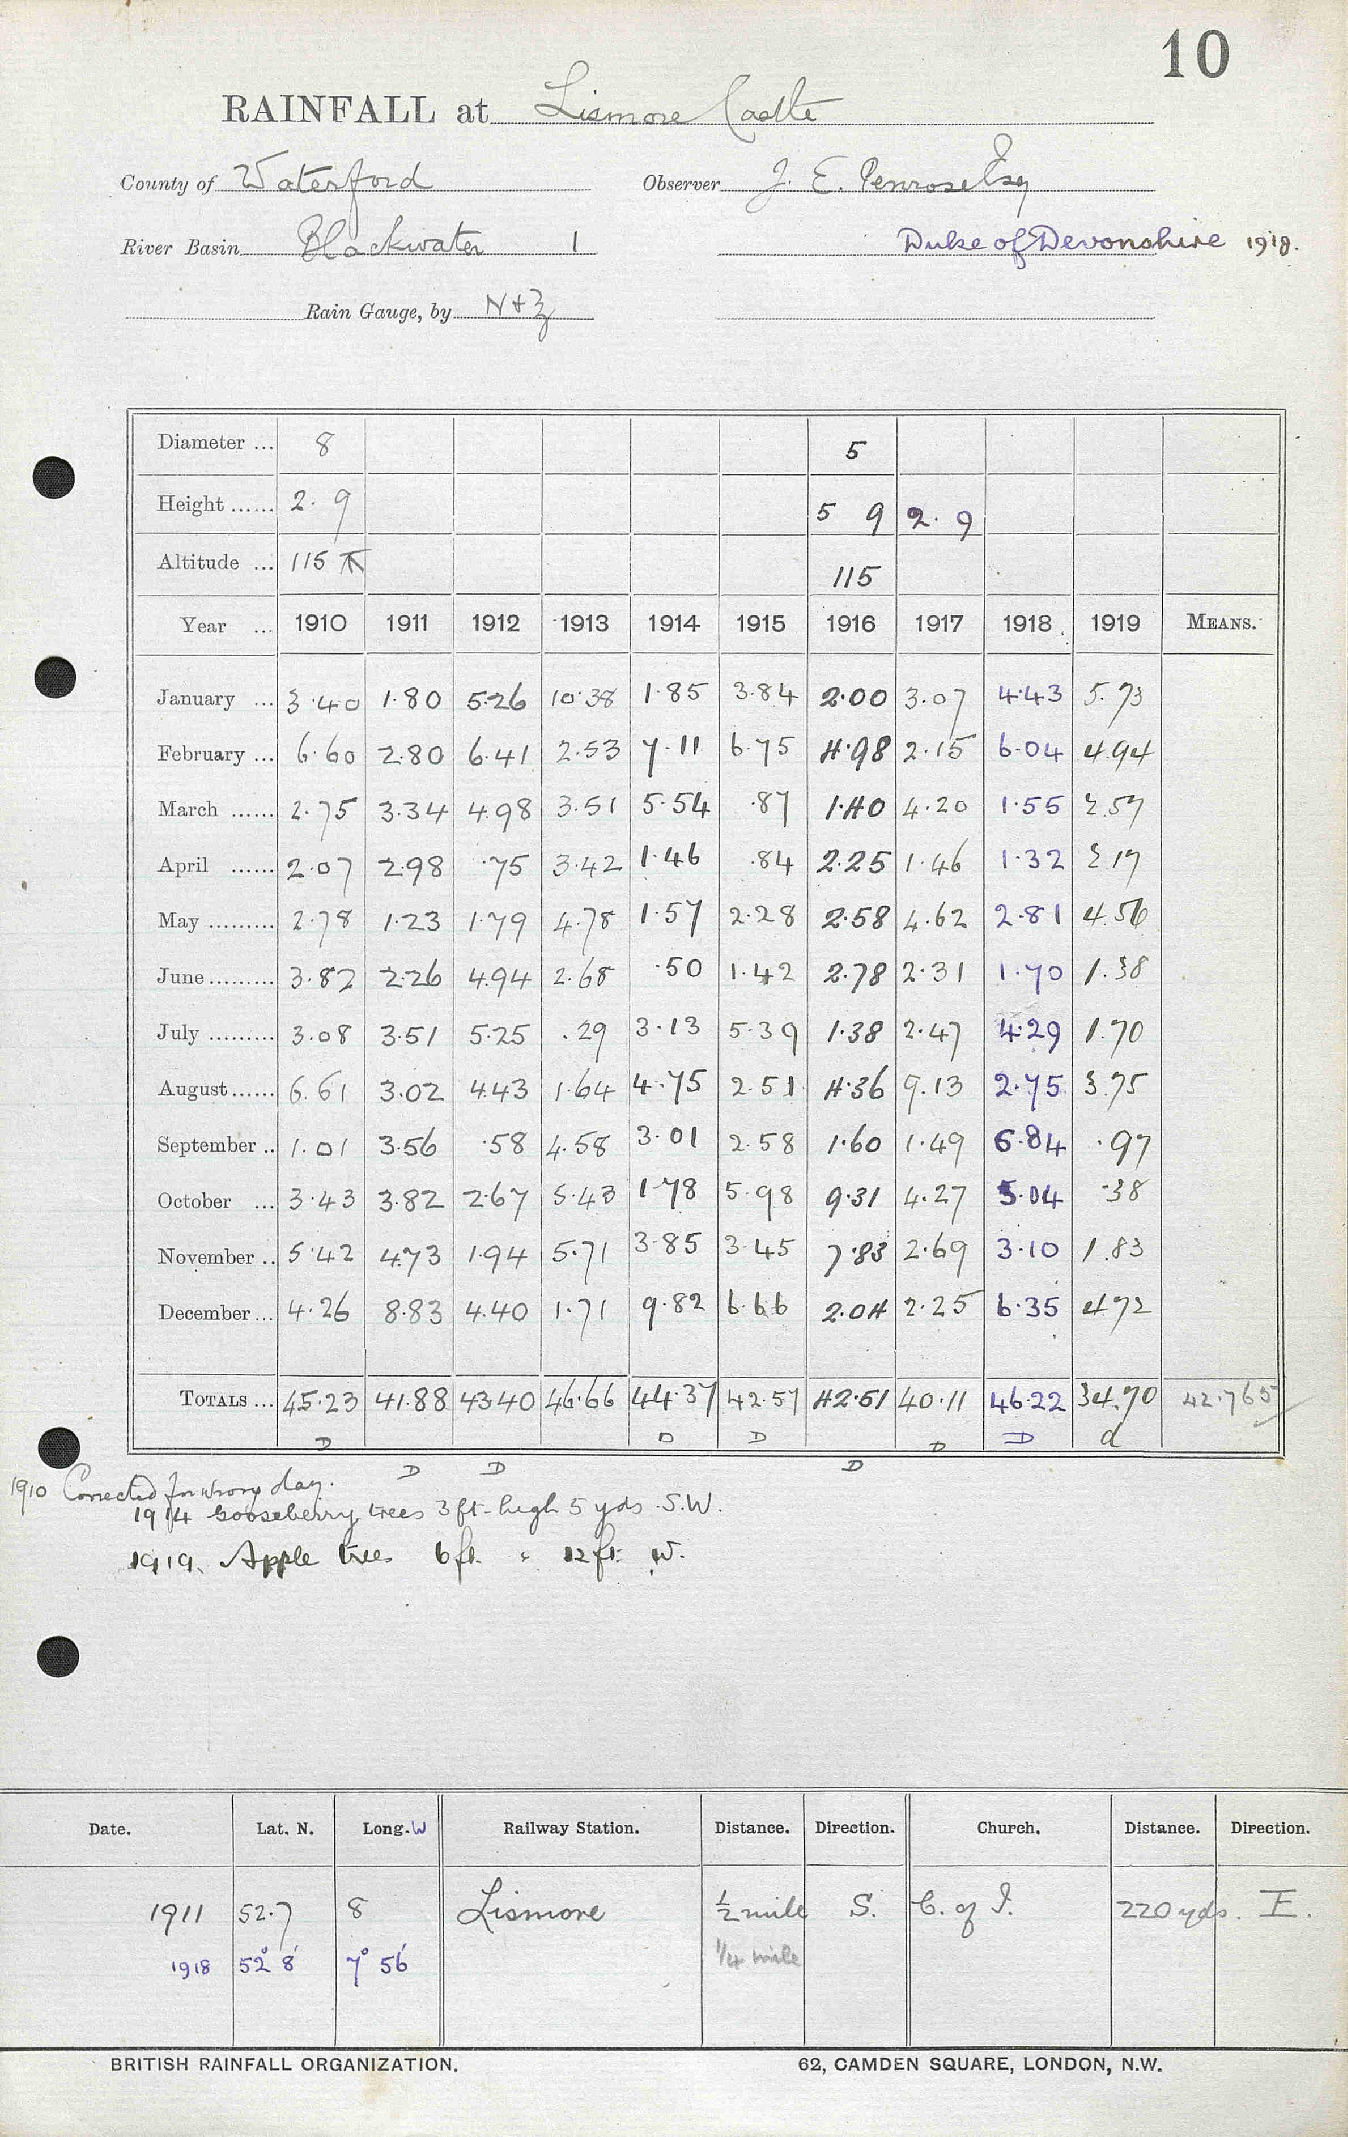 10
RAINFALL at Lismore Castle
County of Waterford Observer J. E. Penrose Esq
River Basin Blackwater 1 Duke of Devonshire 1918.
Rain Gauge, by N+Z
Diameter ... 8 5
Height ...... 2. 9 5 9 2. 9
Altitude ... 115 115
Year ... 1910 1911 1912 1913 1914 1915 1916 1917 1918 1919 MEANS.
January ... 3.40 1.80 5.26 10.38 1.85 3.84 2.00 3.07 4.43 5.73
February ... 6.60 2.80 6.41 2.53 7.11 6.75 4.98 2.15 6.04 4.94
March ...... 2.75 3.34 4.98 3.51 5.54 .87 1.40 4.20 1.55 2.57
April ...... 2.07 2.98 .75 3.42 1.46 .84 2.25 1.46 1.32 2.17
May ......... 2.78 1.23 1.79 4.78 1.57 2.28 2.58 4.62 2.81 4.56
June ......... 3.82 2.26 4.94 2.68 .50 1.42 2.78 2.31 1.70 1.38
July ......... 3.08 3.51 5.25 .29 3.13 5.39 1.38 2.47 4.29 1.70
August ...... 6.61 3.02 4.43 1.64 4.75 2.51 4.36 9.13 2.75 3.75
September .. 1.01 3.56 .58 4.58 3.01 2.58 1.60 1.49 6.84 .97
October ... 3.43 3.82 2.67 5.43 1.78 5.98 9.31 4.27 5.04 .38
November .. 5.42 4.73 1.94 5.71 3.85 3.45 7.83 2.69 3.10 1.83
December ... 4.26 8.83 4.40 1.71 9.82 6.66 2.04 2.25 6.35 4.72
TOTALS ... 45.23 41.88 43.40 46.66 44.37 42.57 42.51 40.11 46.22 34.70 42.765
D D D D D d
D D D
1910 Corrected for wrong day.
1914 Gooseberry trees 3 ft. high 5 yds S.W.
1919. Apple trees 6 ft. " 12 ft. W.
Date. Lat. N. Long. W Railway Station. Distance. Direction. Church. Distance. Direction.
1911 52.7 8 Lismore ½ mile S. C. of I. 220 yds. E.
1918 52° 8' 7° 56' ¼ mile
BRITISH RAINFALL ORGANIZATION. 62, CAMDEN SQUARE, LONDON, N.W.